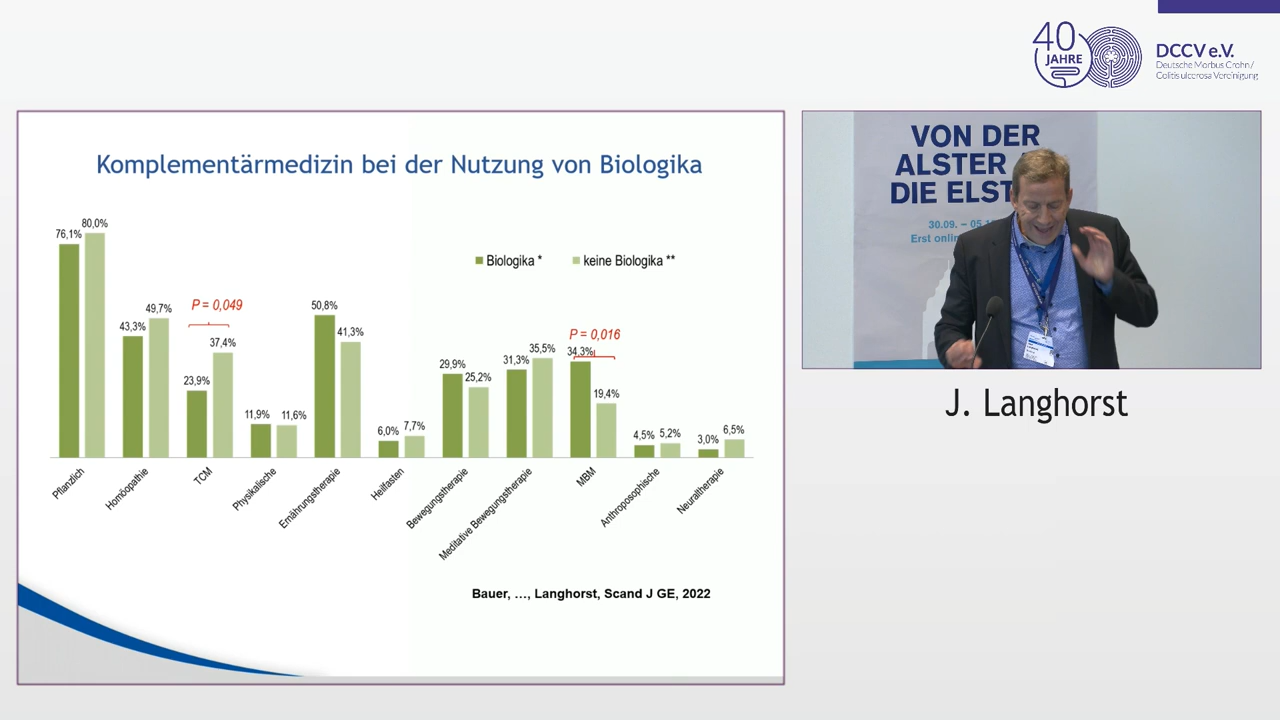 40
JAHRE
DCCV e.V.
Deutsche Morbus Crohn /
Colitis ulcerosa Vereinigung
Komplementärmedizin bei der Nutzung von Biologika
Biologika *
keine Biologika **
76,1%
80,0%
43,3%
49,7%
P = 0,049
23,9%
37,4%
11,9%
11,6%
50,8%
41,3%
6,0%
7,7%
29,9%
25,2%
31,3%
35,5%
P = 0,016
34,3%
19,4%
4,5%
5,2%
3,0%
6,5%
Pflanzlich
Homöopathie
TCM
Physikalische
Ernährungstherapie
Heilfasten
Bewegungstherapie
Meditative Bewegungstherapie
MBM
Anthroposophische
Neuraltherapie
Bauer, …, Langhorst, Scand J GE, 2022
VON DER
ALSTER
DIE ELST
30.09. – 05.1
Erst onlin
J. Langhorst